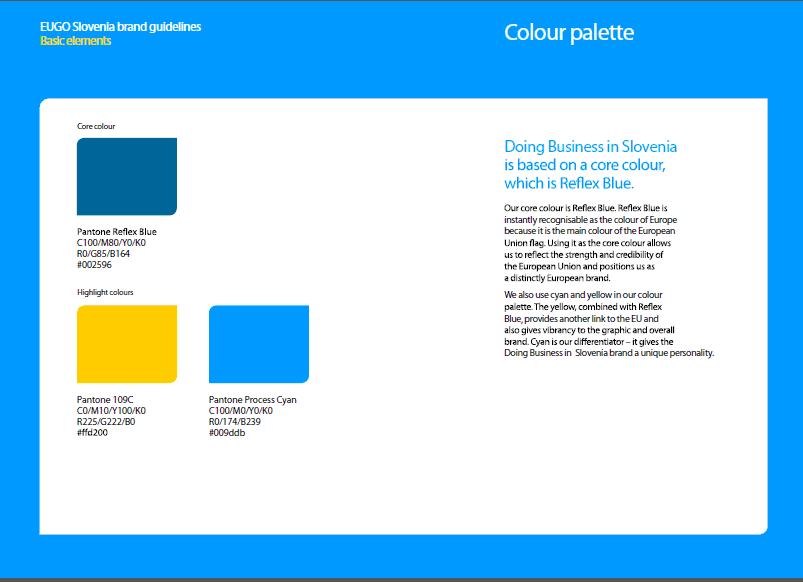 EUGO Slovenia brand guidelines
Basic elements
Colour palette
Core colour
Pantone Reflex Blue
C100/M80/Y0/K0
R0/G85/B164
#002596
Highlight colours
Pantone 109C
C0/M10/Y100/K0
R225/G222/B0
#ffd200
Pantone Process Cyan
C100/M0/Y0/K0
R0/174/B239
#009ddb
Doing Business in Slovenia
is based on a core colour,
which is Reflex Blue.
Our core colour is Reflex Blue. Reflex Blue is
instantly recognisable as the colour of Europe
because it is the main colour of the European
Union flag. Using it as the core colour allows
us to reflect the strength and credibility of
the European Union and positions us as
a distinctly European brand.
We also use cyan and yellow in our colour
palette. The yellow, combined with Reflex
Blue, provides another link to the EU and
also gives vibrancy to the graphic and overall
brand. Cyan is our differentiator – it gives the
Doing Business in Slovenia brand a unique personality.